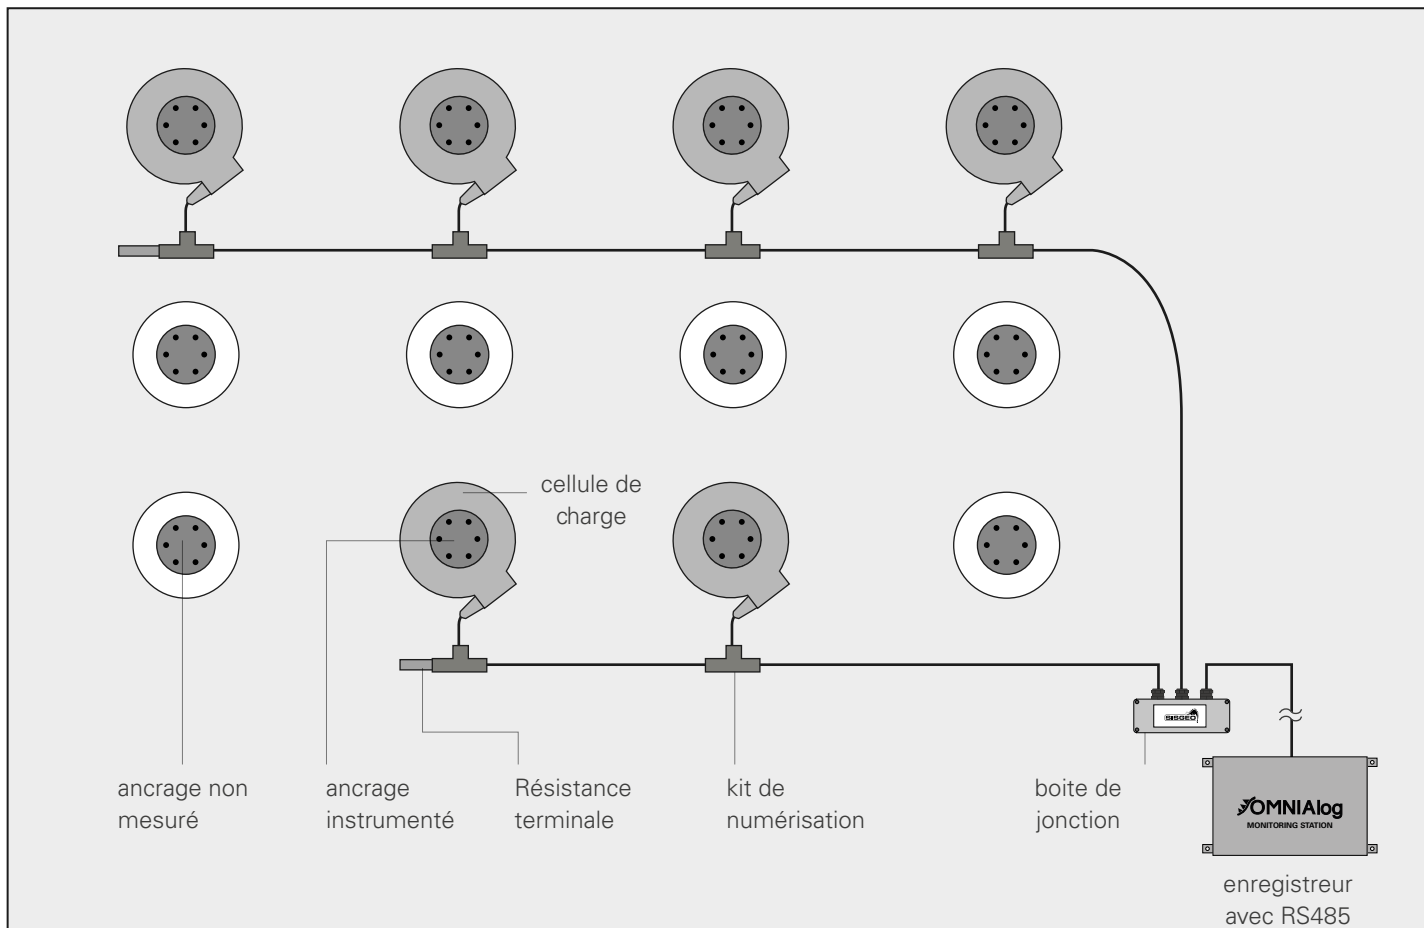 cellule de
charge
SISGEO
ancrage non
mesuré
ancrage
instrumenté
Résistance
terminale
kit de
numérisation
boite de
jonction
OMNIAlog
MONITORING STATION
enregistreur
avec RS485